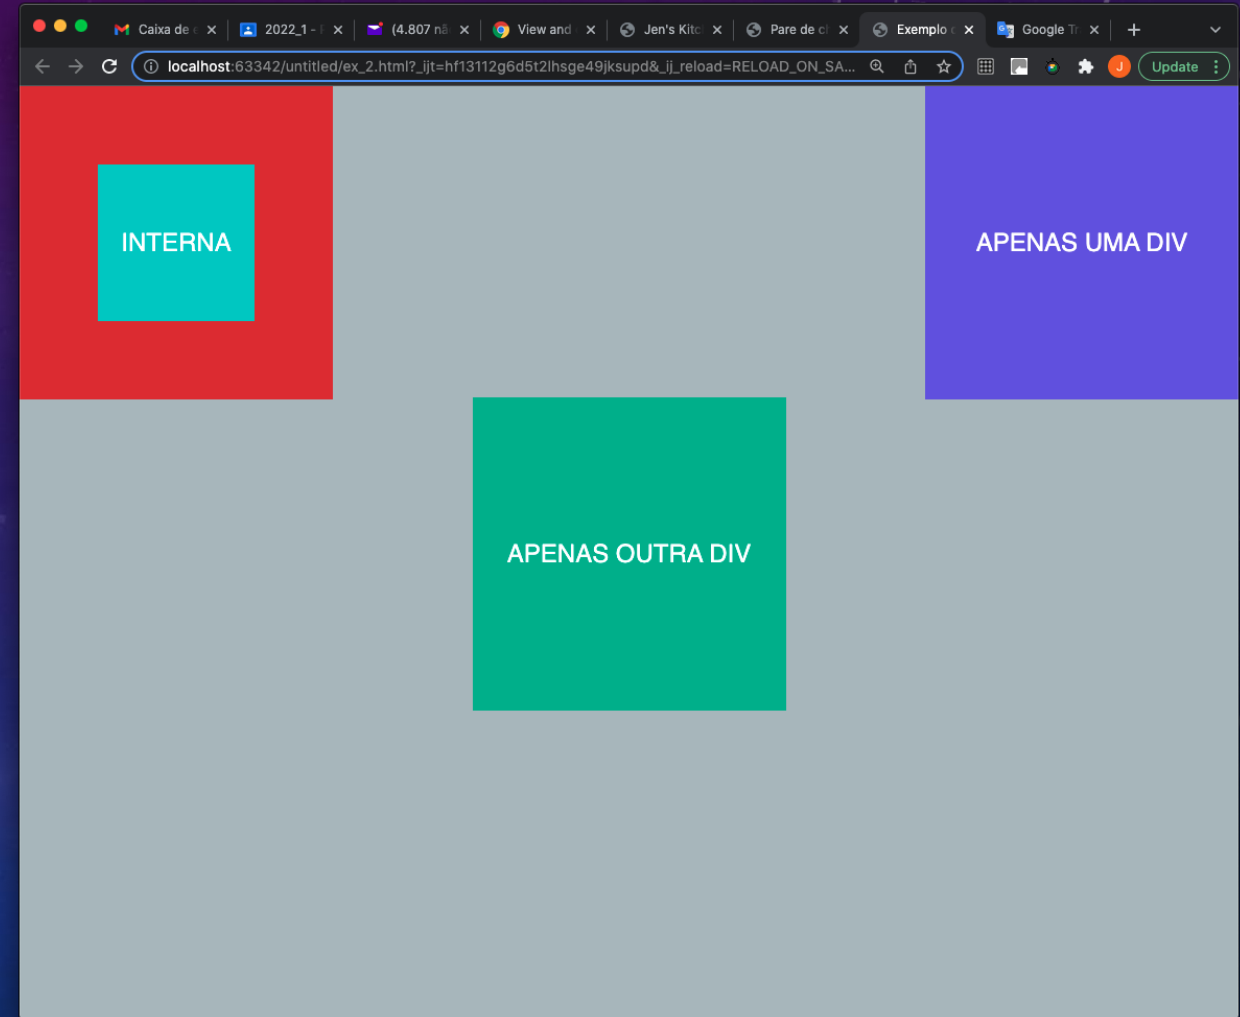 Caixa de e
2022_1 -
(4.807 nã
View and
Jen's Kitc
Pare de ch
Exemplo
Google Tr
localhost:63342/untitled/ex_2.html?_ijt=hf13112g6d5t2lhsge49jksupd&_ij_reload=RELOAD_ON_SA...
J
Update
INTERNA
APENAS UMA DIV
APENAS OUTRA DIV